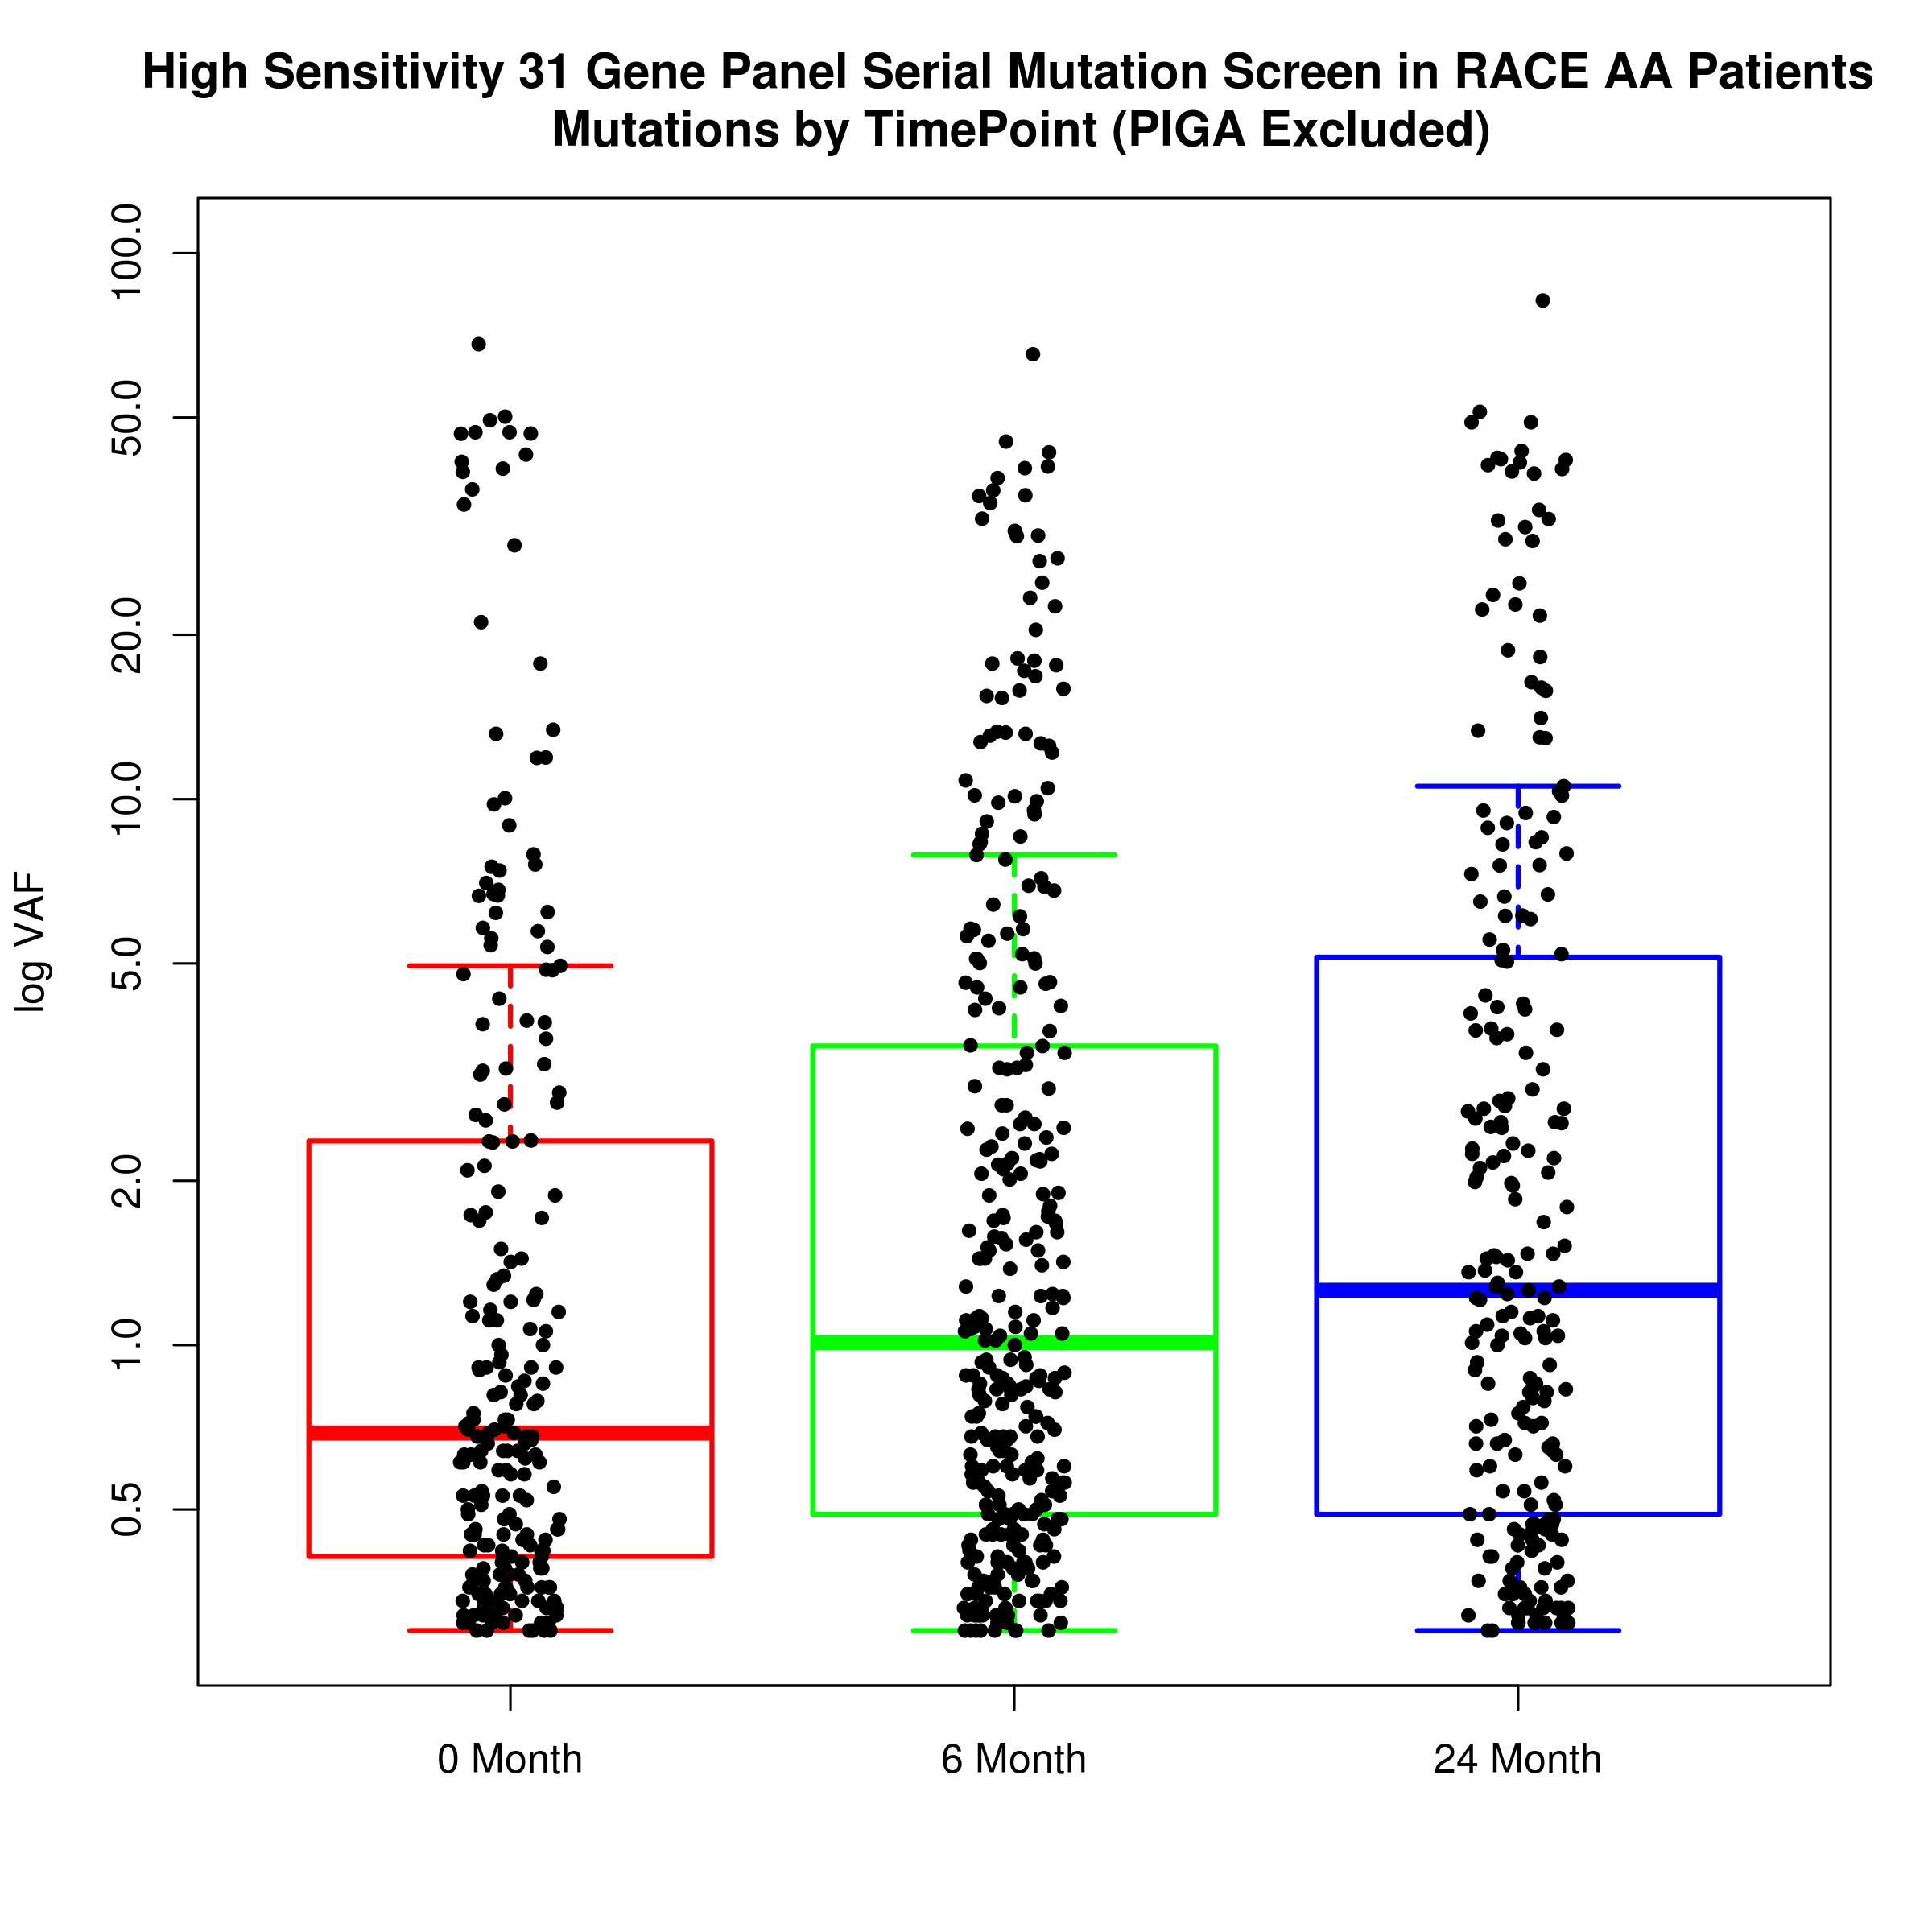 High Sensitivity 31 Gene Panel Serial Mutation Screen in RACE AA Patients
Mutations by TimePoint (PIGA Excluded)
100.0
50.0
20.0
10.0
5.0
2.0
1.0
0.5
log VAF
0 Month
6 Month
24 Month